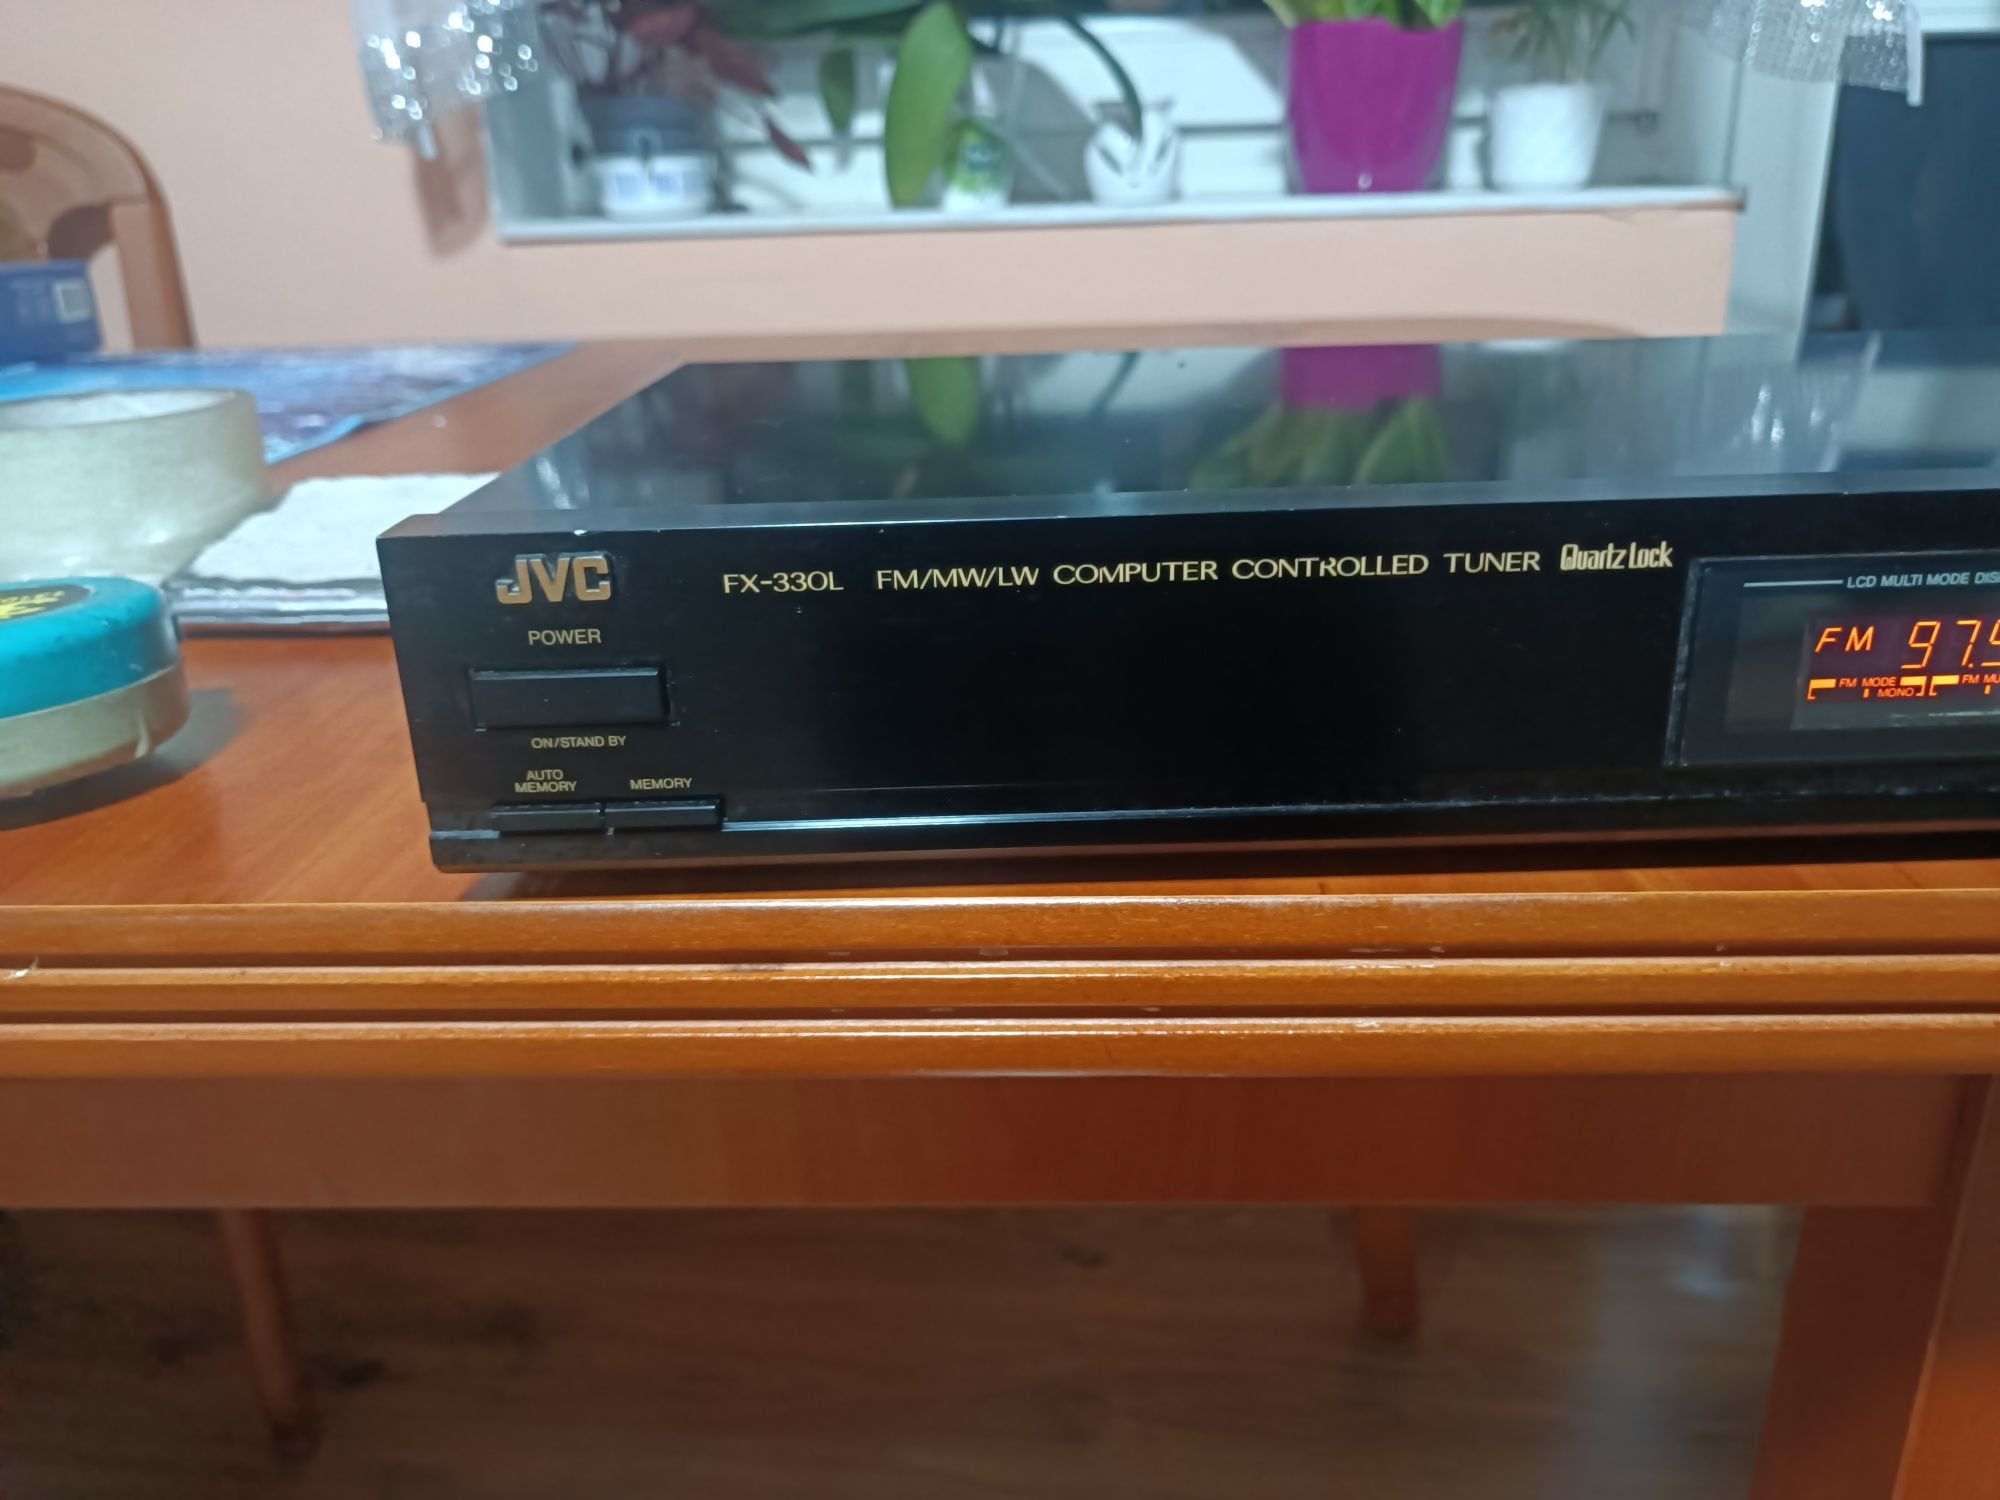 JVC
FX-330L FM/MW/LW COMPUTER CONTROLLED TUNER Quartz Lock
POWER
ON/STAND BY
AUTO MEMORY
MEMORY
LCD MULTI MODE
FM 97.
FM MODE FM
MONO